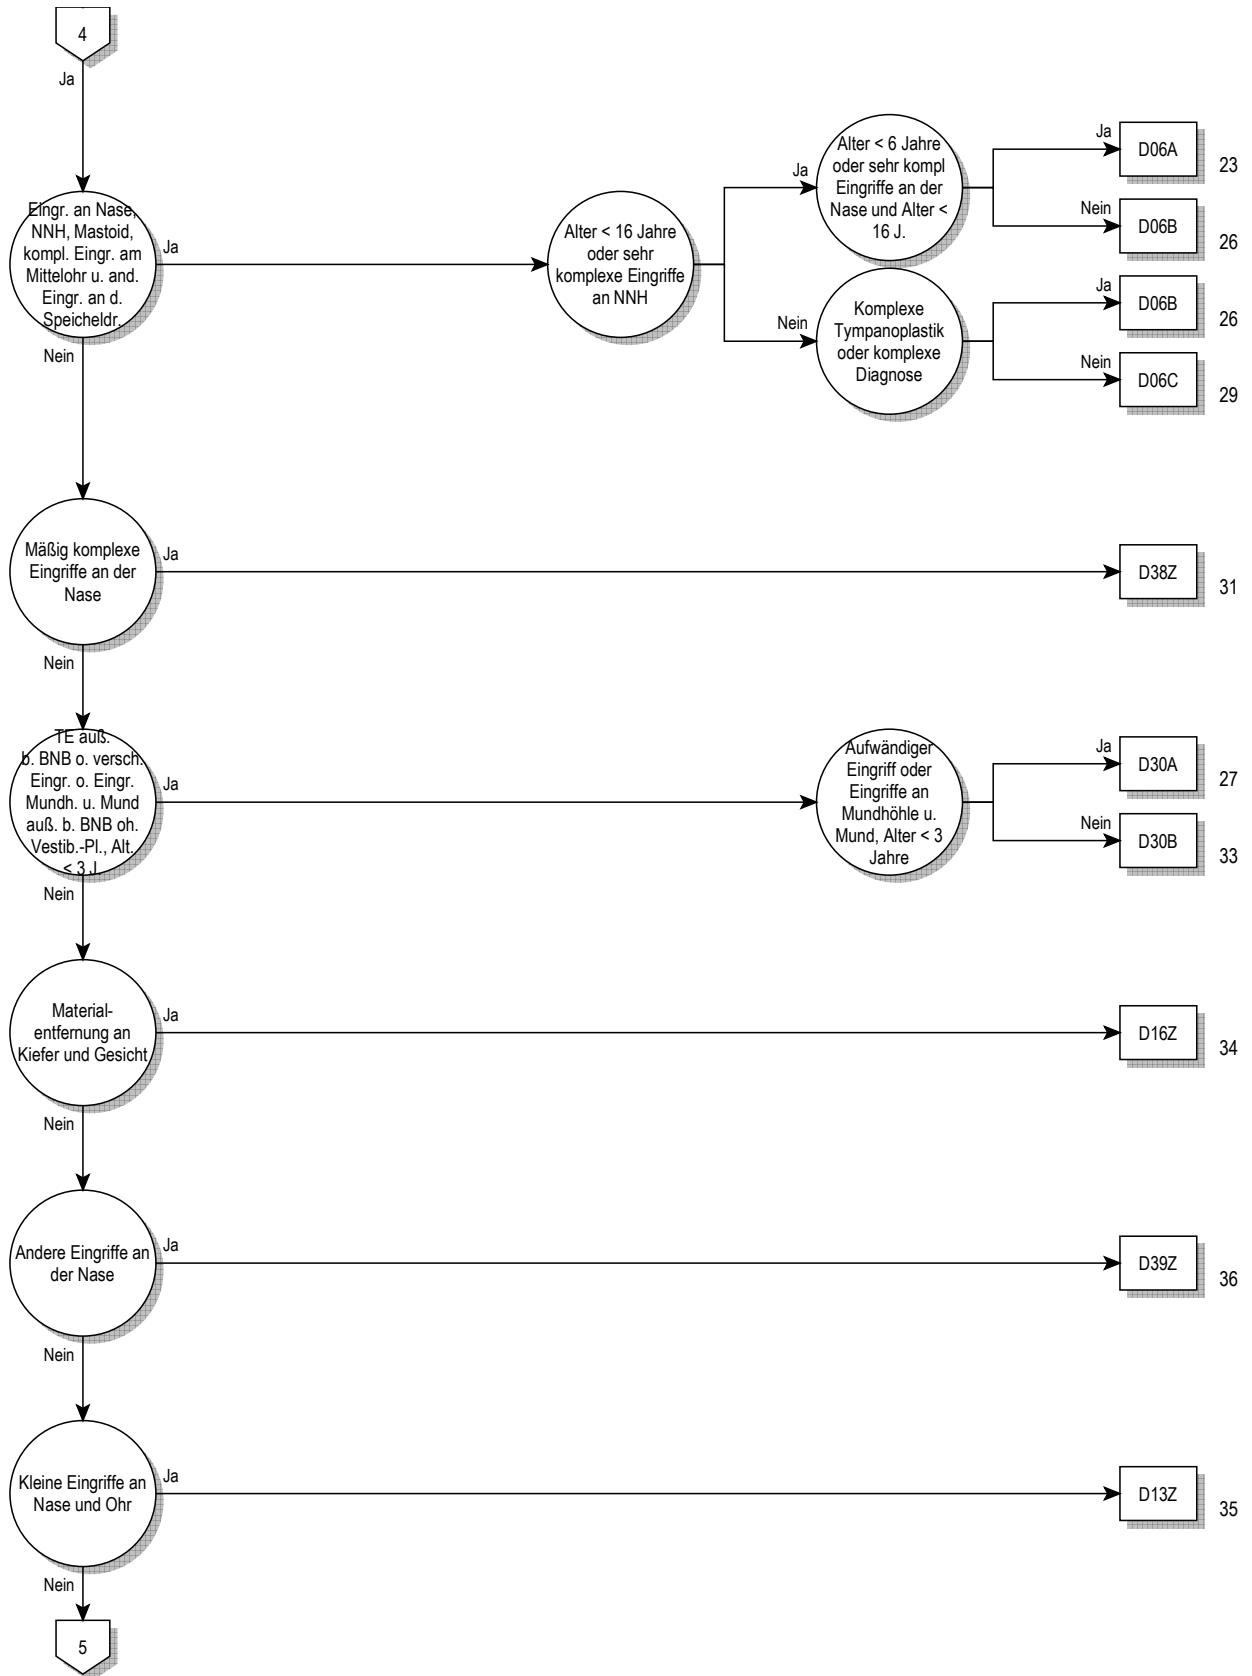 4
Ja
Eingr. an Nase,
NNH, Mastoid,
kompl. Eingr. am
Mittelohr u. and.
Eingr. an d.
Speicheldr.
Ja
Nein
Alter < 16 Jahre
oder sehr
komplexe Eingriffe
an NNH
Ja
Nein
Alter < 6 Jahre
oder sehr kompl
Eingriffe an der
Nase und Alter <
16 J.
Ja
D06A
23
Nein
D06B
26
Komplexe
Tympanoplastik
oder komplexe
Diagnose
Ja
D06B
26
Nein
D06C
29
Mäßig komplexe
Eingriffe an der
Nase
Ja
Nein
D38Z
31
TE auß.
b. BNB o. versch.
Eingr. o. Eingr.
Mundh. u. Mund
auß. b. BNB oh.
Vestib.-Pl., Alt.
< 3 J.
Ja
Nein
Aufwändiger
Eingriff oder
Eingriffe an
Mundhöhle u.
Mund, Alter < 3
Jahre
Ja
D30A
27
Nein
D30B
33
Material-
entfernung an
Kiefer und Gesicht
Ja
Nein
D16Z
34
Andere Eingriffe an
der Nase
Ja
Nein
D39Z
36
Kleine Eingriffe an
Nase und Ohr
Ja
Nein
D13Z
35
5